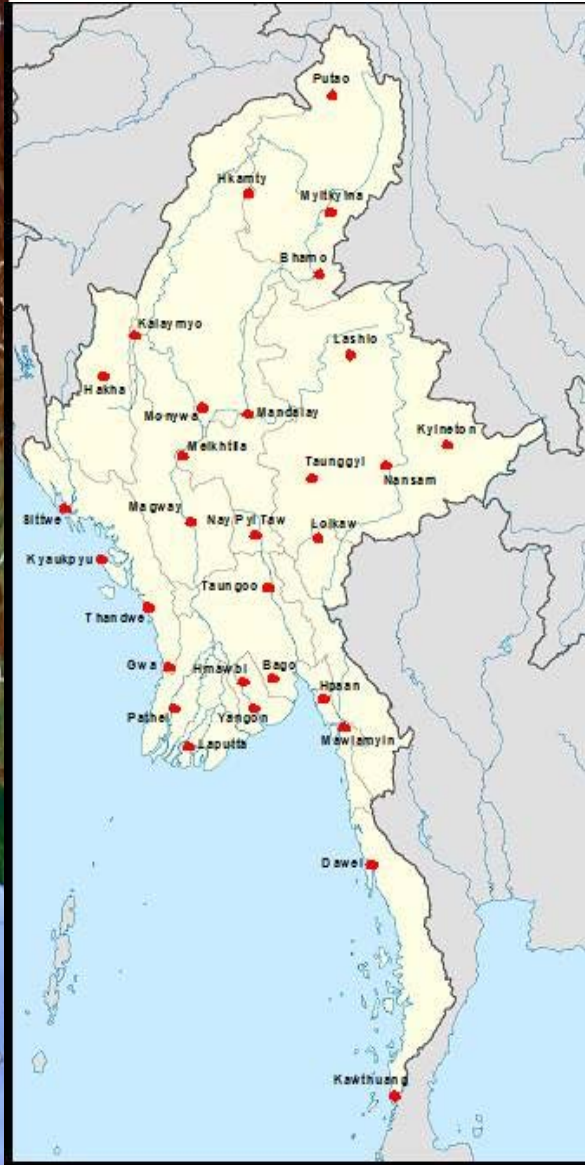 Putao
Hkamty
Myitkyina
Bhamo
Kalaymyo
Lashio
Hakha
Monywa
Mandalay
Kyineton
Meikhtila
Taunggyi
Nansam
Sittwe
Magway
Nay Pyi Taw
Loikaw
Kyaukpyu
Taungoo
Thandwe
Gwa
Hmawbi
Bago
Hpaan
Pathei
Yangon
Mawlamyin
Laputta
Dawei
Kawthuang